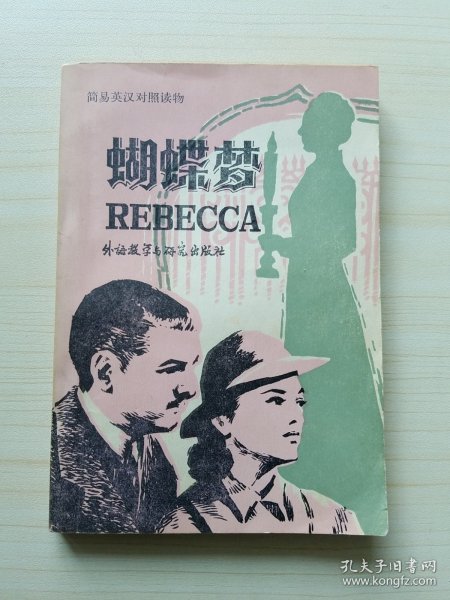 简易英汉对照读物
蝴蝶梦
REBECCA
外语教学与研究出版社
孔夫子旧书网
www.kongfz.com